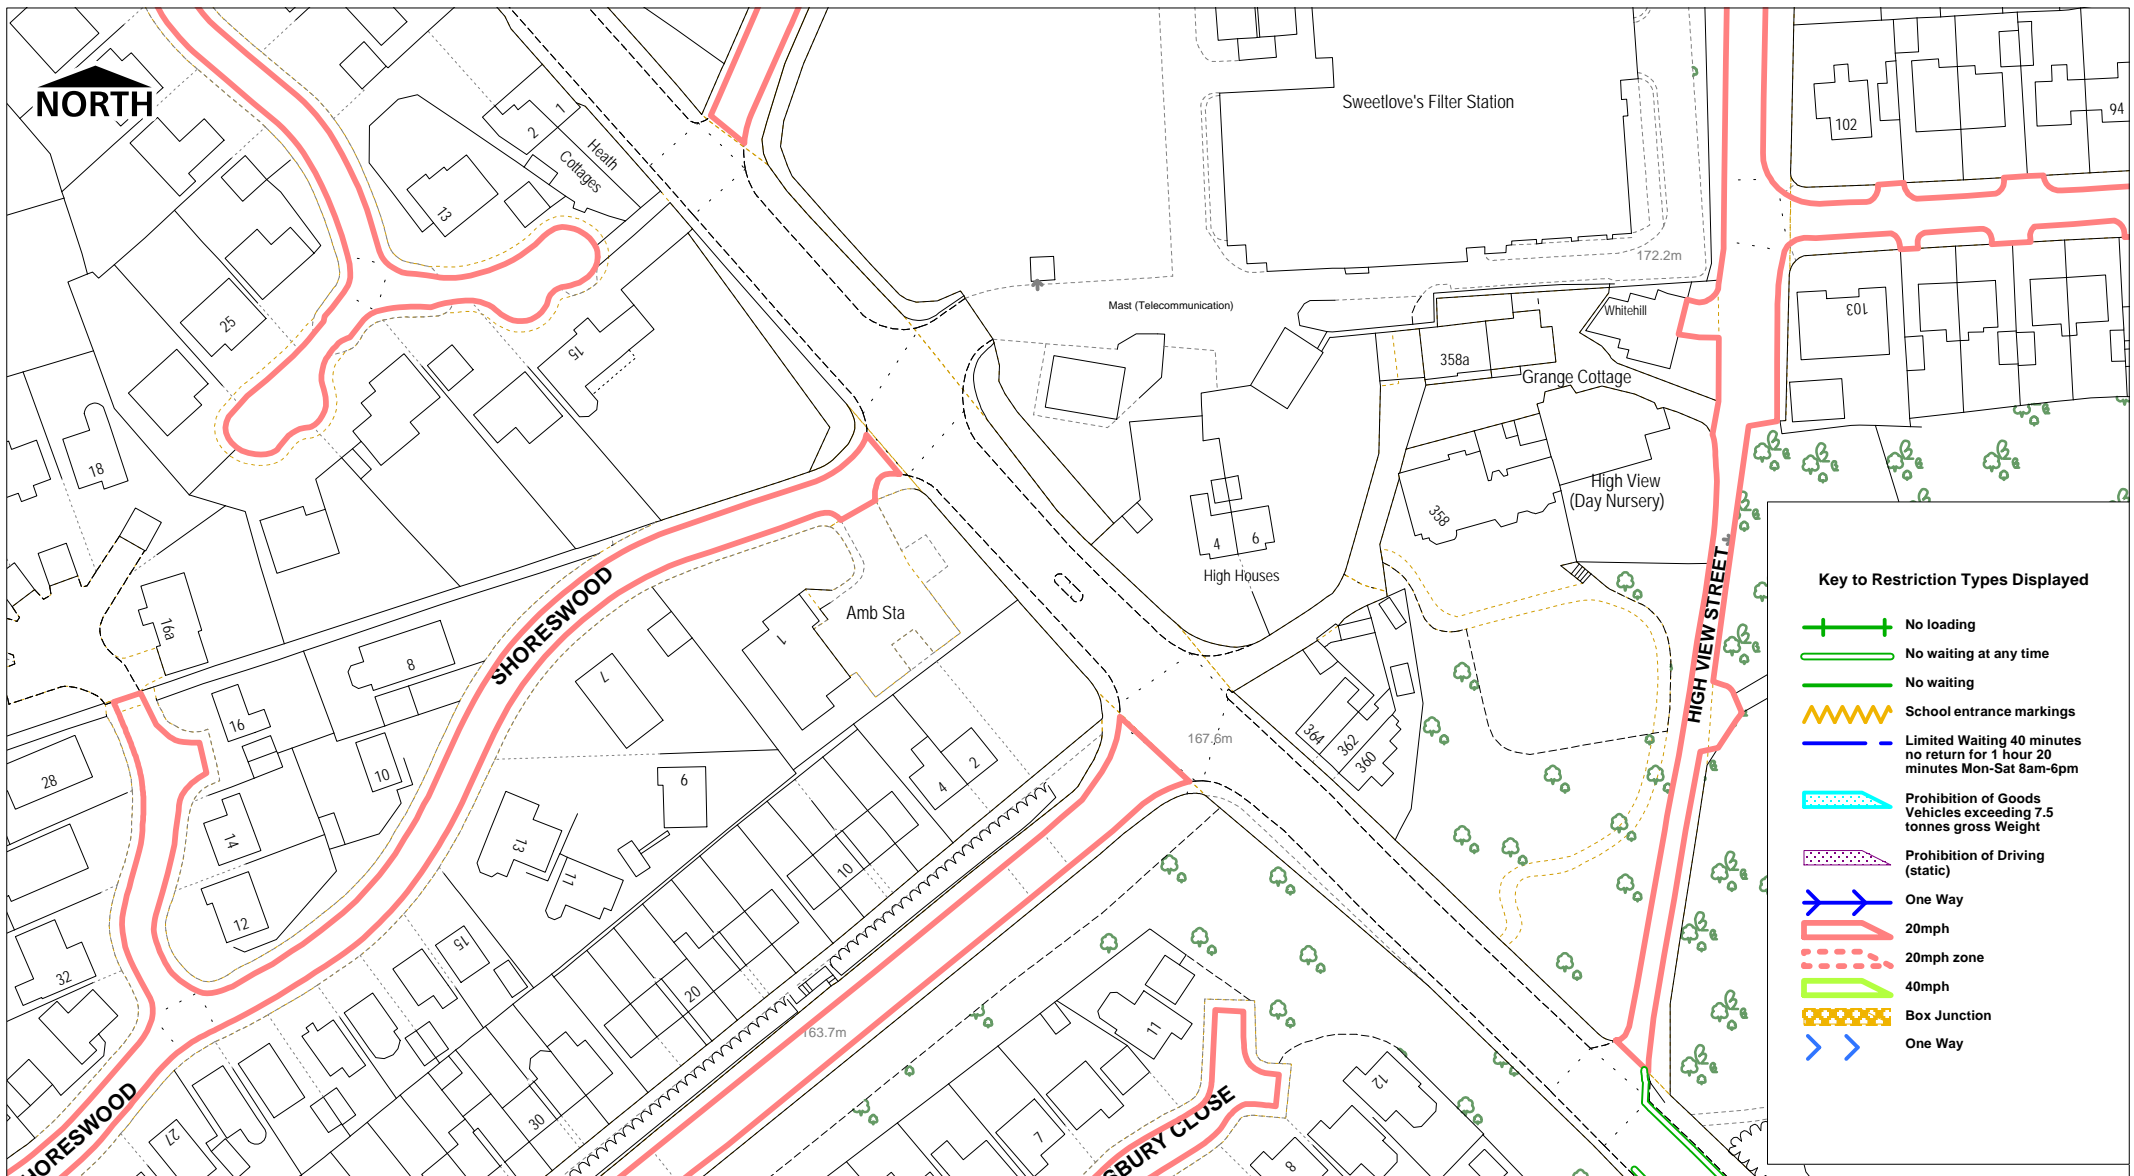 NORTH
Sweetlove's Filter Station
102
94
1
2
Heath
Cottages
13
172.2m
Mast (Telecommunication)
Whitehill
103
25
15
358a
Grange Cottage
18
High View
(Day Nursery)
358
4
6
High Houses
SHORESWOOD
Amb Sta
1
16a
8
7
HIGH VIEW STREET
16
28
10
14
12
32
364
362
360
167.6m
2
4
6
13
11
10
15
20
163.7m
11
12
30
7
8
27
SHORESWOOD
SBURY CLOSE
Key to Restriction Types Displayed
No loading
No waiting at any time
No waiting
School entrance markings
Limited Waiting 40 minutes
no return for 1 hour 20
minutes Mon-Sat 8am-6pm
Prohibition of Goods
Vehicles exceeding 7.5
tonnes gross Weight
Prohibition of Driving
(static)
One Way
20mph
20mph zone
40mph
Box Junction
One Way